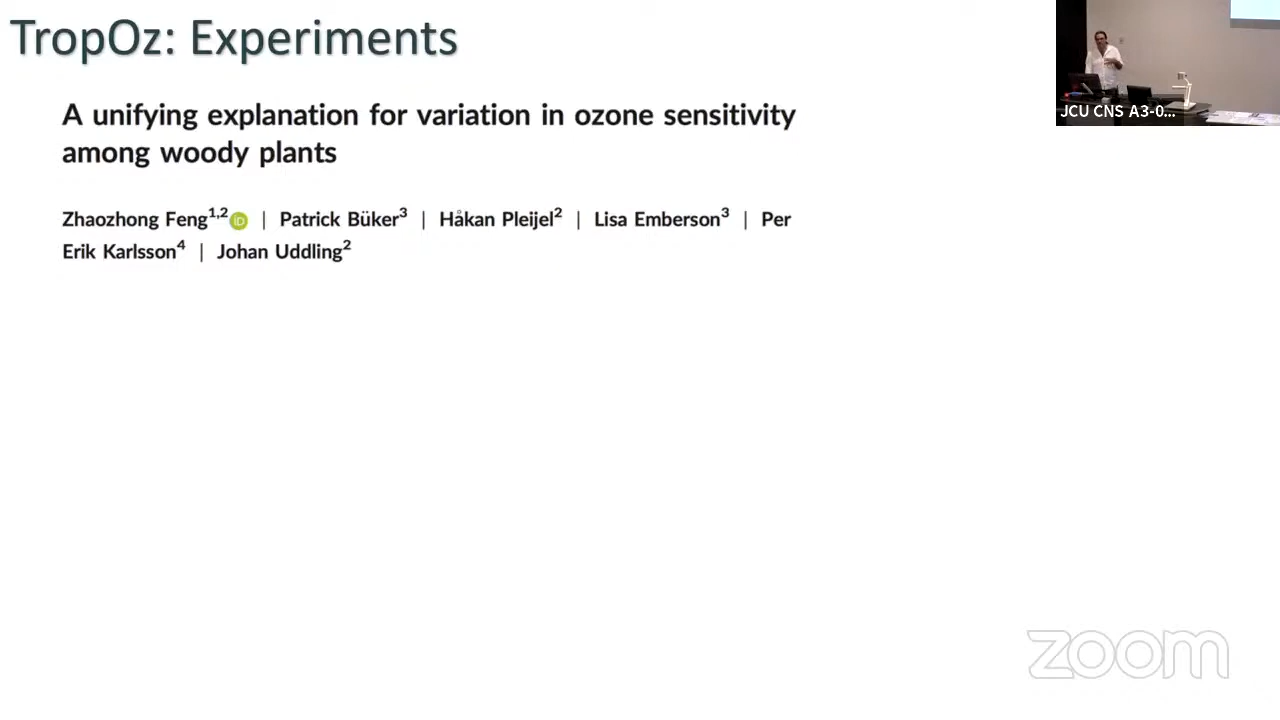 TropOz: Experiments
JCU CNS A3-0...
A unifying explanation for variation in ozone sensitivity
among woody plants
Zhaozhong Feng1,2 iD | Patrick Büker3 | Håkan Pleijel2 | Lisa Emberson3 | Per
Erik Karlsson4 | Johan Uddling2
zoom